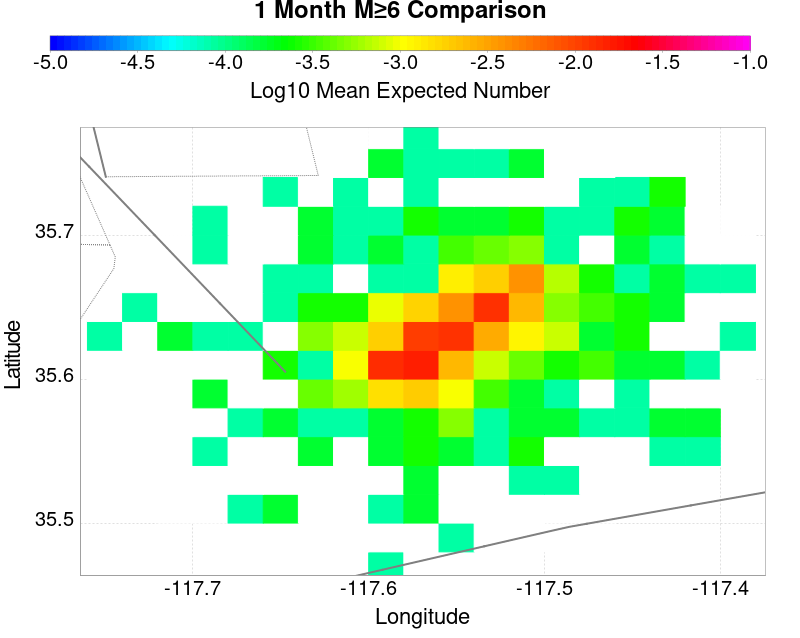 1 Month M≥6 Comparison
-5.0 -4.5 -4.0 -3.5 -3.0 -2.5 -2.0 -1.5 -1.0
Log10 Mean Expected Number
35.7
35.6
35.5
Latitude
-117.7 -117.6 -117.5 -117.4
Longitude